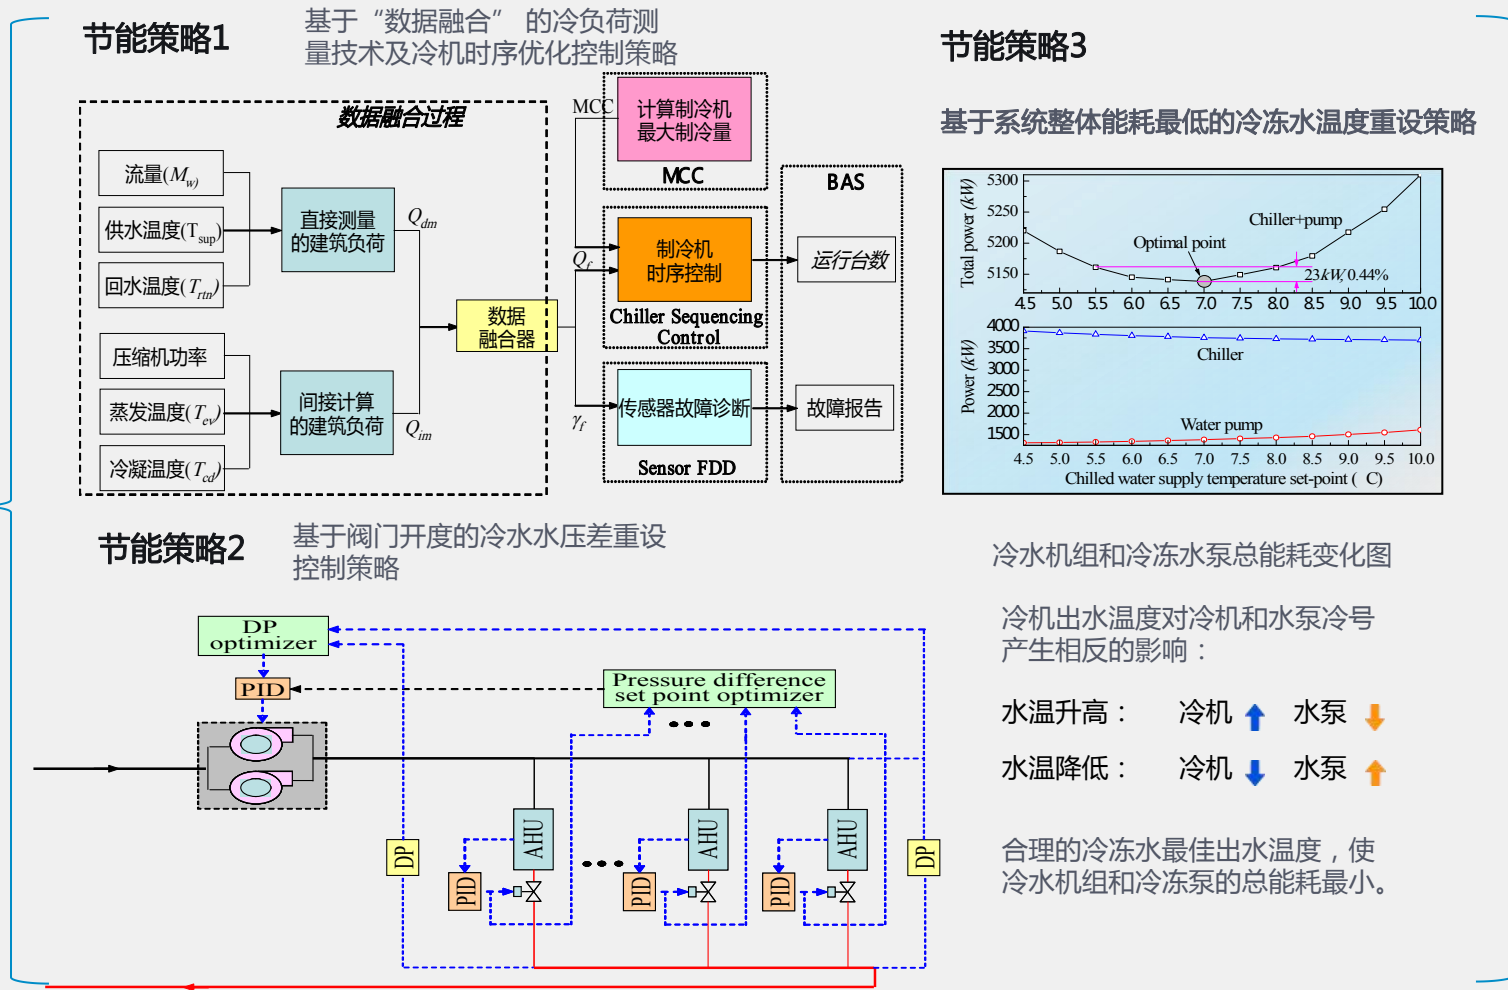 节能策略1
基于“数据融合” 的冷负荷测
量技术及冷机时序优化控制策略
数据融合过程
流量(Mw)
供水温度(Tsup)
回水温度(Trtn)
直接测量
的建筑负荷
Qdm
压缩机功率
蒸发温度(Tev)
冷凝温度(Tcd)
间接计算
的建筑负荷
Qim
数据
融合器
MCC
计算制冷机
最大制冷量
MCC
Qf
制冷机
时序控制
Chiller Sequencing
Control
γf
传感器故障诊断
Sensor FDD
BAS
运行台数
故障报告
节能策略2
基于阀门开度的冷水水压差重设
控制策略
DP
optimizer
PID
Pressure difference
set point optimizer
DP
AHU
PID
AHU
PID
AHU
PID
DP
节能策略3
基于系统整体能耗最低的冷冻水温度重设策略
Total power (kW)
5300
5250
5200
5150
Chiller+pump
Optimal point
23kW, 0.44%
4.5 5.0 5.5 6.0 6.5 7.0 7.5 8.0 8.5 9.0 9.5 10.0
Power (kW)
4000
3500
3000
2500
2000
1500
Chiller
Water pump
4.5 5.0 5.5 6.0 6.5 7.0 7.5 8.0 8.5 9.0 9.5 10.0
Chilled water supply temperature set-point ( C)
冷水机组和冷冻水泵总能耗变化图
冷机出水温度对冷机和水泵冷号
产生相反的影响：
水温升高： 冷机 水泵
水温降低： 冷机 水泵
合理的冷冻水最佳出水温度，使
冷水机组和冷冻泵的总能耗最小。